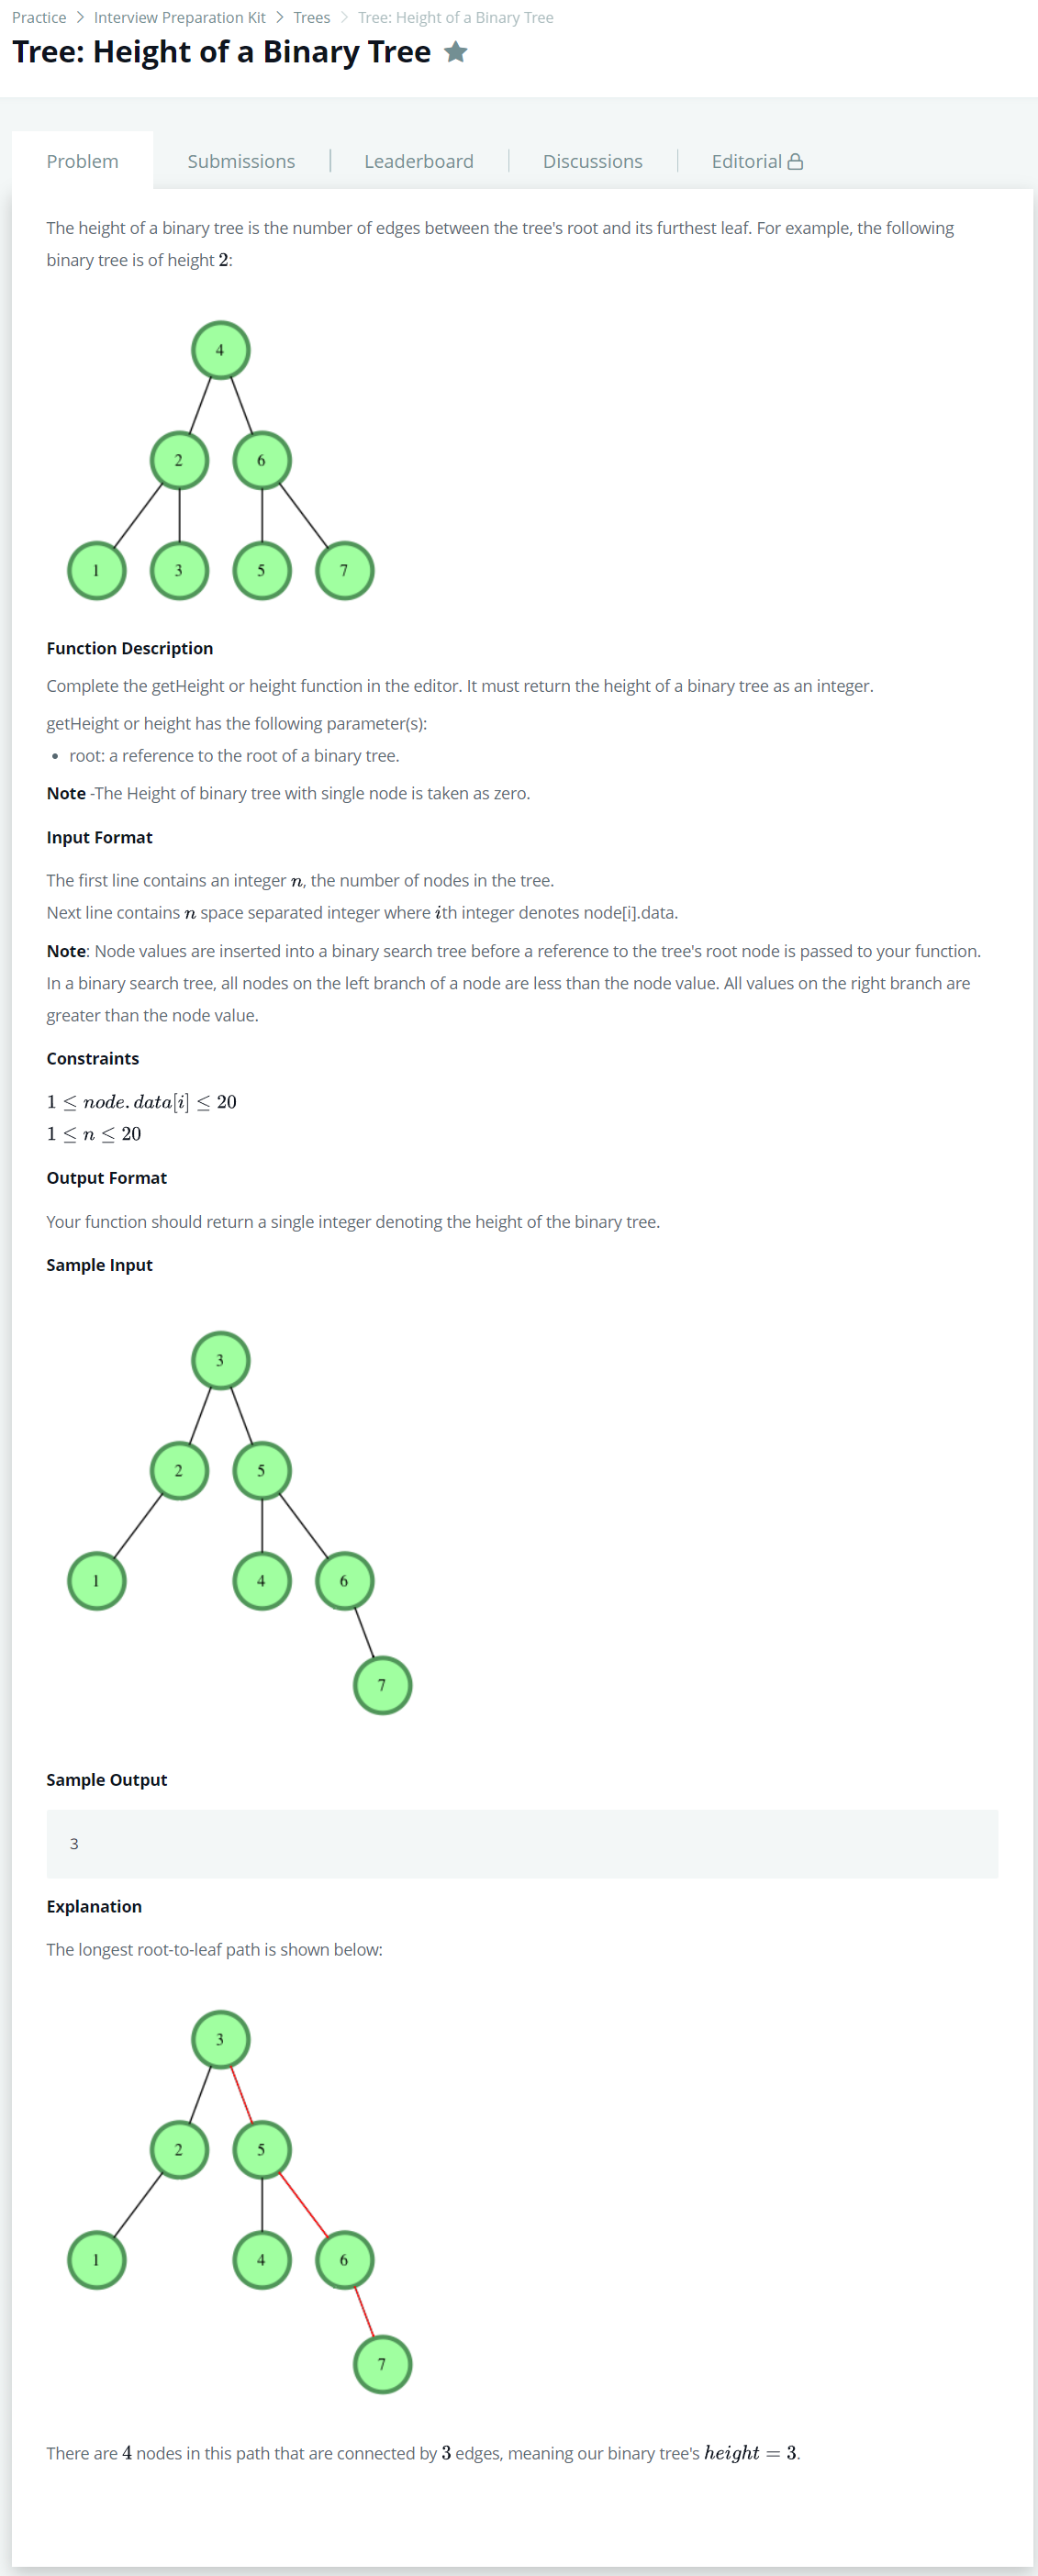 Practice > Interview Preparation Kit > Trees > Tree: Height of a Binary Tree
Tree: Height of a Binary Tree
Problem Submissions Leaderboard Discussions Editorial
The height of a binary tree is the number of edges between the tree's root and its furthest leaf. For example, the following
binary tree is of height 2:
4
2 6
1 3 5 7
Function Description
Complete the getHeight or height function in the editor. It must return the height of a binary tree as an integer.
getHeight or height has the following parameter(s):
• root: a reference to the root of a binary tree.
Note -The Height of binary tree with single node is taken as zero.
Input Format
The first line contains an integer n, the number of nodes in the tree.
Next line contains n space separated integer where ith integer denotes node[i].data.
Note: Node values are inserted into a binary search tree before a reference to the tree's root node is passed to your function.
In a binary search tree, all nodes on the left branch of a node are less than the node value. All values on the right branch are
greater than the node value.
Constraints
1 ≤ node.data[i] ≤ 20
1 ≤ n ≤ 20
Output Format
Your function should return a single integer denoting the height of the binary tree.
Sample Input
3
2 5
1 4 6
7
Sample Output
3
Explanation
The longest root-to-leaf path is shown below:
3
2 5
1 4 6
7
There are 4 nodes in this path that are connected by 3 edges, meaning our binary tree's height = 3.